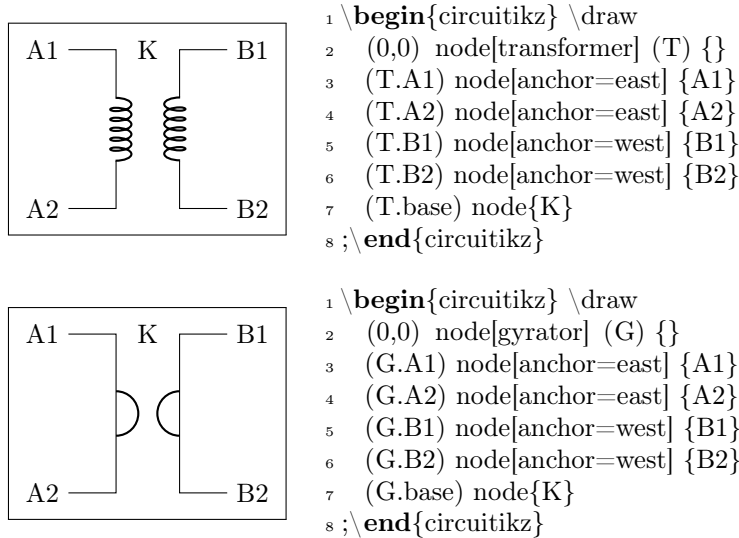 A1 K B1
A2 B2
1 \begin{circuitikz} \draw
2 (0,0) node[transformer] (T) {}
3 (T.A1) node[anchor=east] {A1}
4 (T.A2) node[anchor=east] {A2}
5 (T.B1) node[anchor=west] {B1}
6 (T.B2) node[anchor=west] {B2}
7 (T.base) node{K}
8 ;\end{circuitikz}
A1 K B1
A2 B2
1 \begin{circuitikz} \draw
2 (0,0) node[gyrator] (G) {}
3 (G.A1) node[anchor=east] {A1}
4 (G.A2) node[anchor=east] {A2}
5 (G.B1) node[anchor=west] {B1}
6 (G.B2) node[anchor=west] {B2}
7 (G.base) node{K}
8 ;\end{circuitikz}